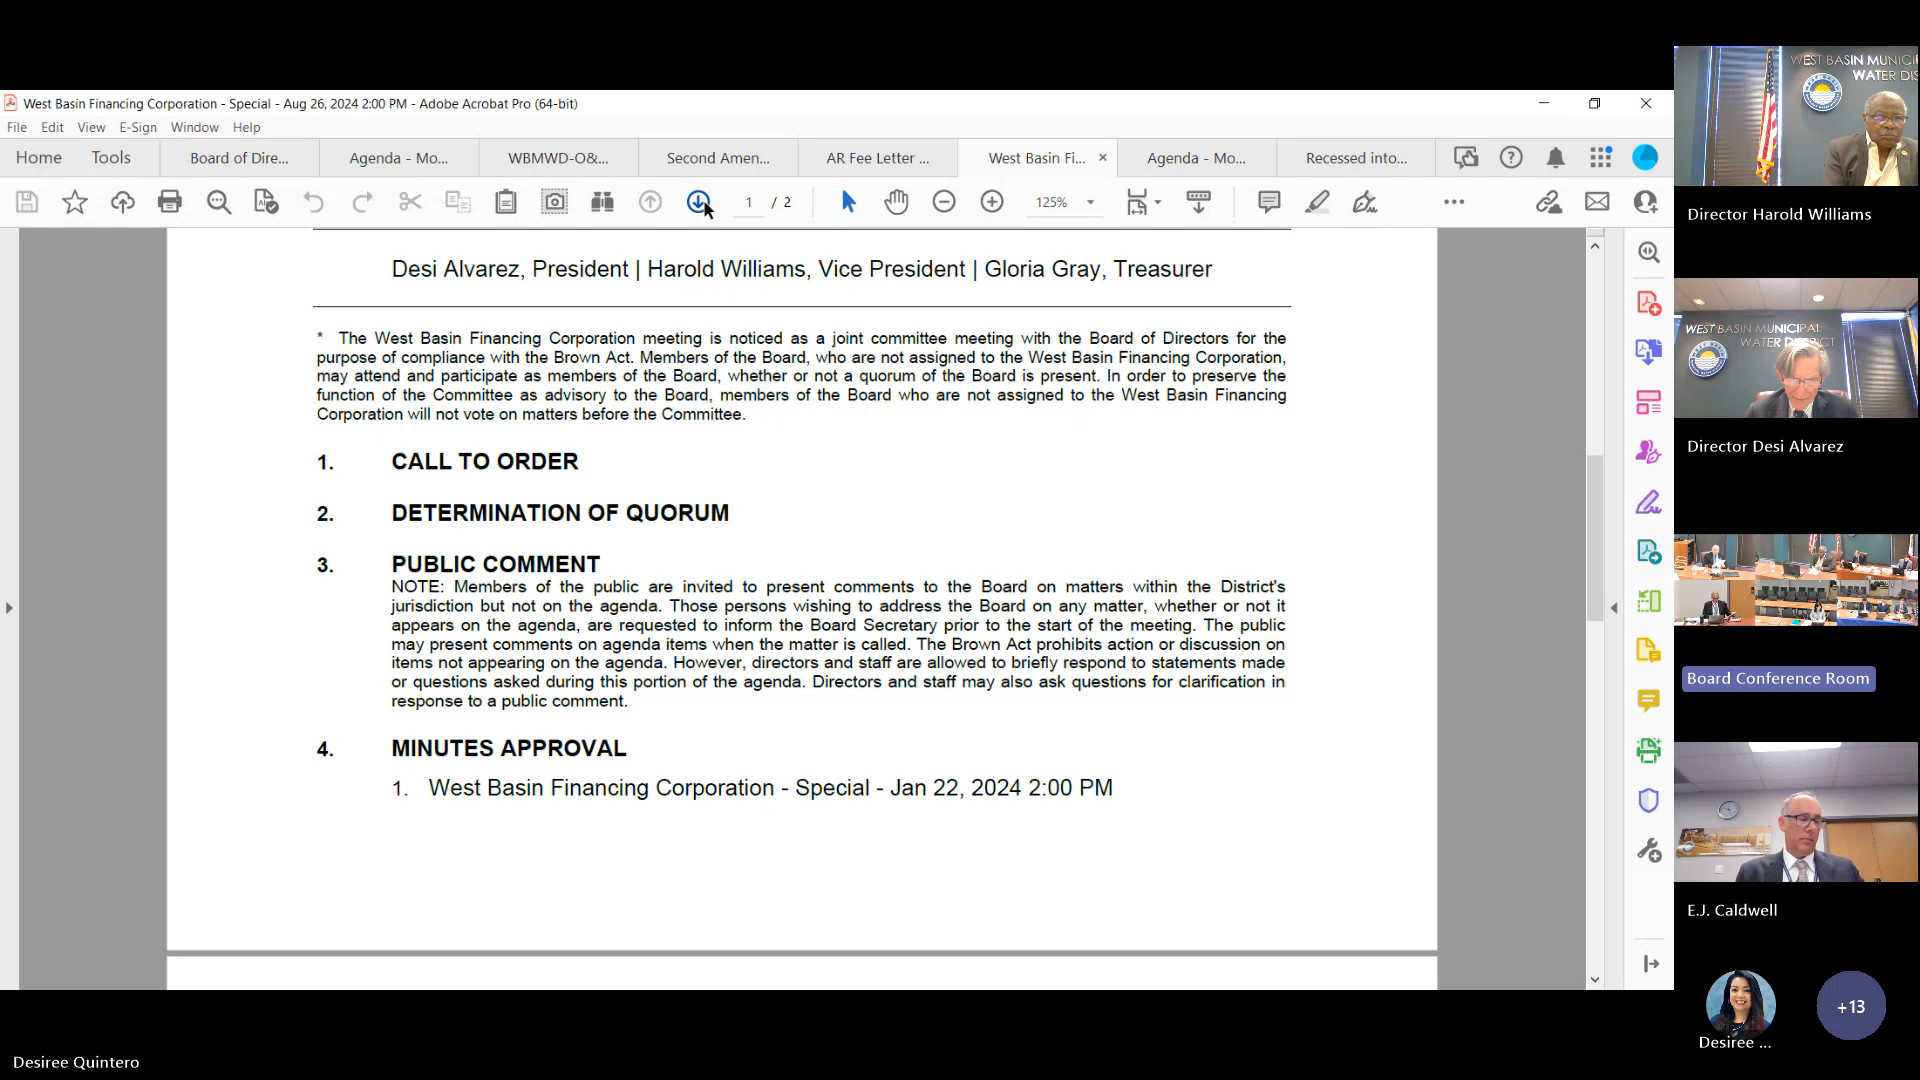 West Basin Financing Corporation - Special - Aug 26, 2024 2:00 PM - Adobe Acrobat Pro (64-bit)
File Edit View E-Sign Window Help
Home Tools Board of Dire... Agenda - Mo... WBMWD-O&... Second Amen... AR Fee Letter ... West Basin Fi... Agenda - Mo... Recessed into...
1 / 2 125%
Desi Alvarez, President | Harold Williams, Vice President | Gloria Gray, Treasurer
* The West Basin Financing Corporation meeting is noticed as a joint committee meeting with the Board of Directors for the
purpose of compliance with the Brown Act. Members of the Board, who are not assigned to the West Basin Financing Corporation,
may attend and participate as members of the Board, whether or not a quorum of the Board is present. In order to preserve the
function of the Committee as advisory to the Board, members of the Board who are not assigned to the West Basin Financing
Corporation will not vote on matters before the Committee.
1. CALL TO ORDER
2. DETERMINATION OF QUORUM
3. PUBLIC COMMENT
NOTE: Members of the public are invited to present comments to the Board on matters within the District's
jurisdiction but not on the agenda. Those persons wishing to address the Board on any matter, whether or not it
appears on the agenda, are requested to inform the Board Secretary prior to the start of the meeting. The public
may present comments on agenda items when the matter is called. The Brown Act prohibits action or discussion on
items not appearing on the agenda. However, directors and staff are allowed to briefly respond to statements made
or questions asked during this portion of the agenda. Directors and staff may also ask questions for clarification in
response to a public comment.
4. MINUTES APPROVAL
1. West Basin Financing Corporation - Special - Jan 22, 2024 2:00 PM
WEST BASIN MUNICI
WATER DIS
Director Harold Williams
WEST BASIN MUNICIPAL
WATER DISTRICT
Director Desi Alvarez
Board Conference Room
E.J. Caldwell
+13
Desiree ...
Desiree Quintero